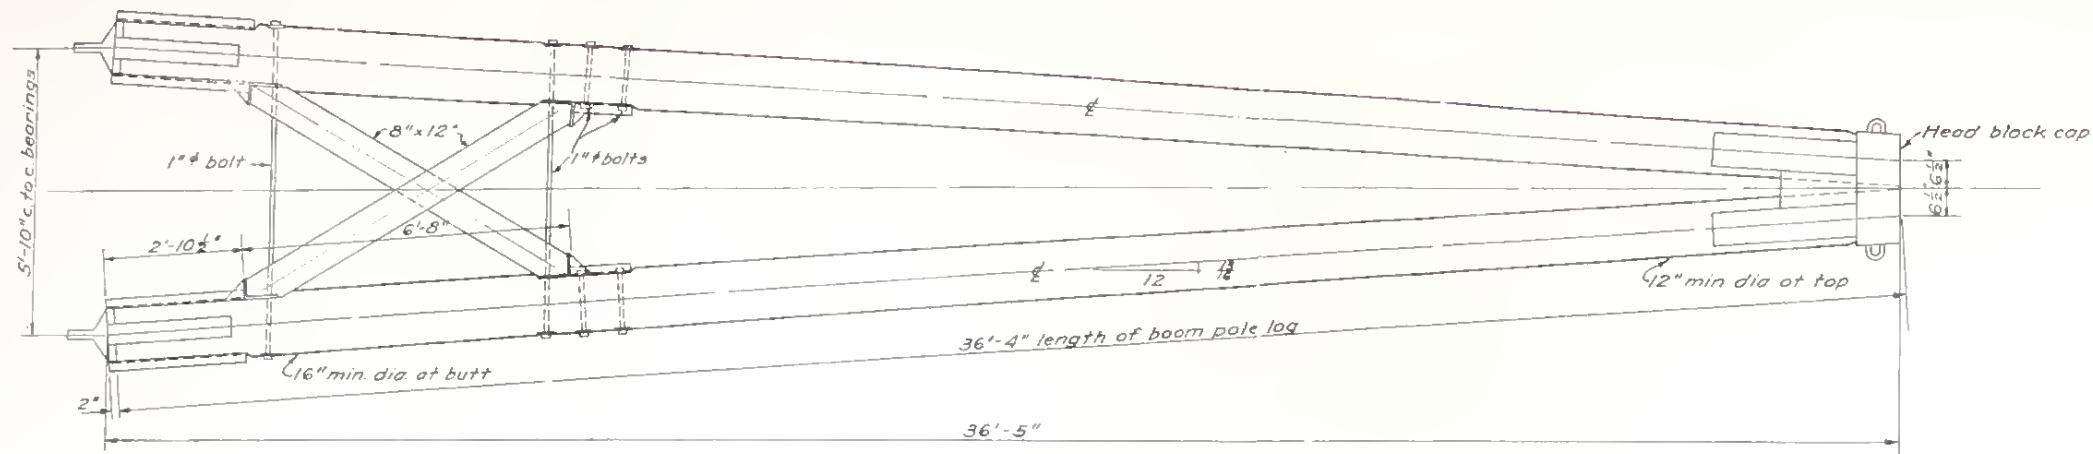 Head block cap
8"x12"
1"ϕ bolt
1"ϕ bolts
℄
5'-10" c. to c. bearings
6½"
6½"
6'-8"
2'-10½"
℄
12
12" min dia at top
36'-4" length of boom pole log
16" min. dia. at butt
2"
36'-5"